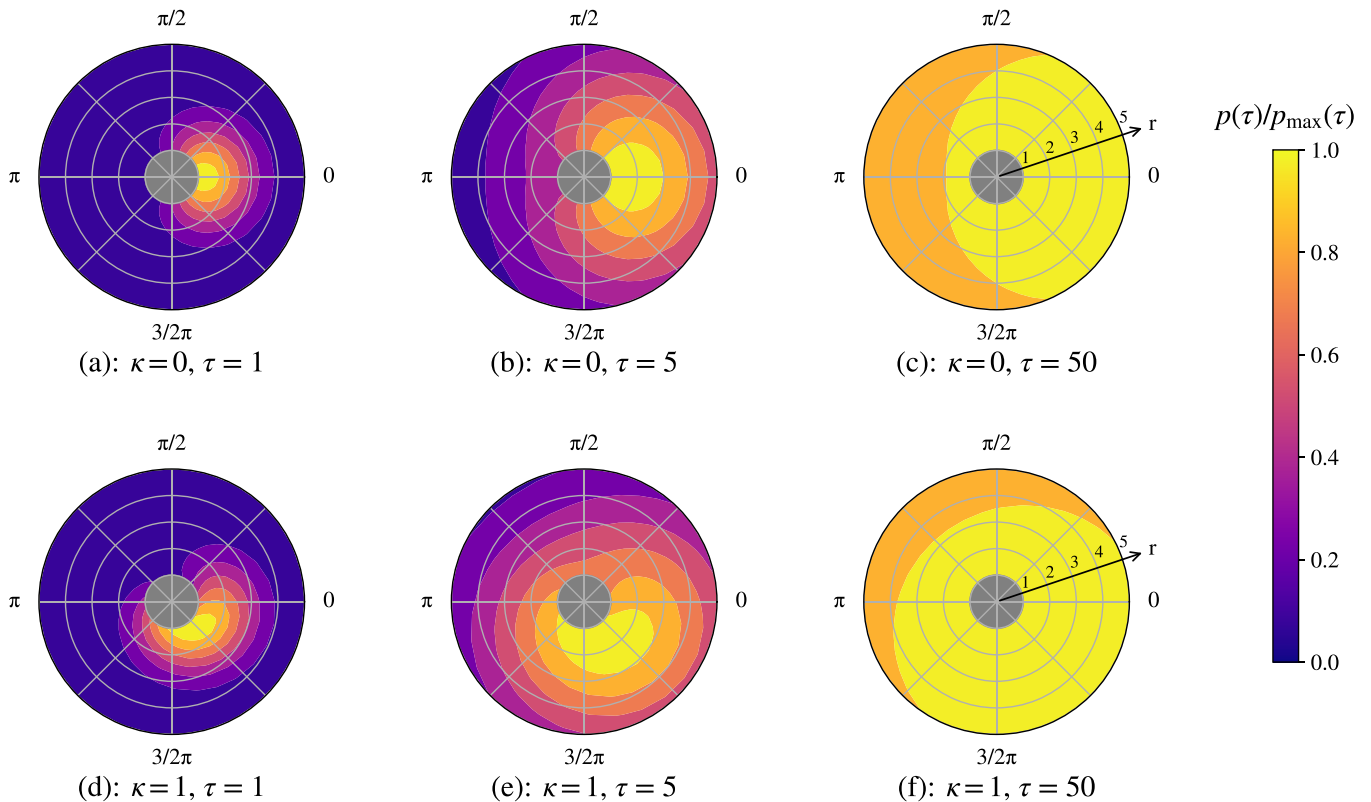 π/2 π/2 π/2
p(τ)/pmax(τ)
π 0 π 0 π 1 2 3 4 5 r 0
3/2π 3/2π 3/2π
(a): κ=0, τ = 1 (b): κ=0, τ = 5 (c): κ=0, τ = 50
1.0
0.8
0.6
0.4
0.2
0.0
π/2 π/2 π/2
π 0 π 0 π 1 2 3 4 5 r 0
3/2π 3/2π 3/2π
(d): κ=1, τ = 1 (e): κ=1, τ = 5 (f): κ=1, τ = 50